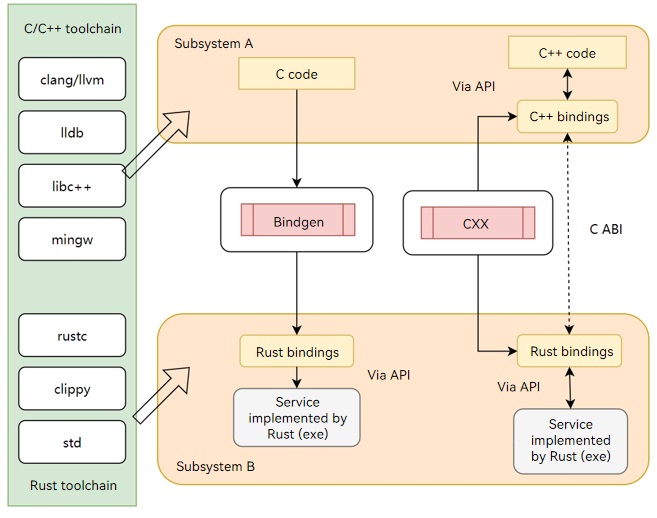 C/C++ toolchain
clang/llvm
lldb
libc++
mingw
rustc
clippy
std
Rust toolchain
Subsystem A
C code
C++ code
Via API
C++ bindings
Bindgen
CXX
C ABI
Rust bindings
Via API
Service
implemented by
Rust (exe)
Rust bindings
Via API
Service
implemented
by Rust (exe)
Subsystem B